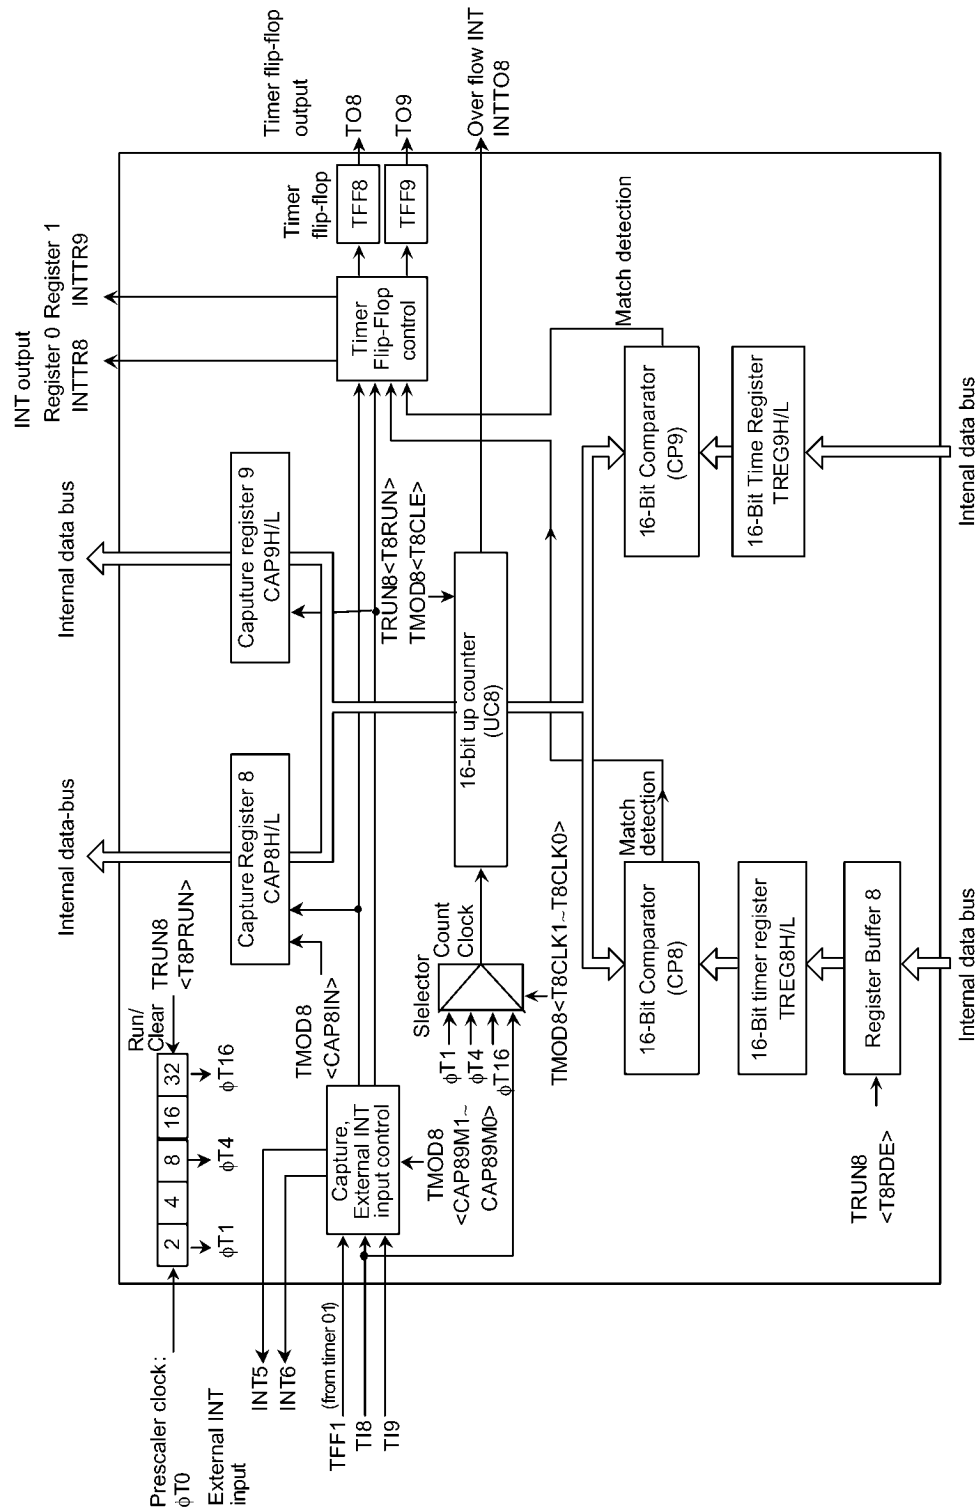 Prescaler clock:
φT0
2
4
8
16
32
φT1
φT4
φT16
Run/
Clear
TRUN8
<T8PRUN>
Internal data-bus
Internal data bus
INT output
Register 0
Register 1
INTTR8
INTTR9
External INT
input
INT5
INT6
TFF1
(from timer 01)
TI8
TI9
Capture,
External INT
input control
TMOD8
<CAP89M1~
CAP89M0>
TMOD8
<CAP8IN>
Capture Register 8
CAP8H/L
Caputure register 9
CAP9H/L
Timer
Flip-Flop
control
Timer
flip-flop
TFF8
TFF9
Timer flip-flop
output
TO8
TO9
Slelector
φT1
φT4
φT16
Count
Clock
TMOD8<T8CLK1~T8CLK0>
TRUN8<T8RUN>
TMOD8<T8CLE>
16-bit up counter
(UC8)
Over flow INT
INTTO8
16-Bit Comparator
(CP8)
Match
detection
16-Bit timer register
TREG8H/L
Register Buffer 8
TRUN8
<T8RDE>
16-Bit Comparator
(CP9)
Match detection
16-Bit Time Register
TREG9H/L
Internal data bus
Intenal data bus